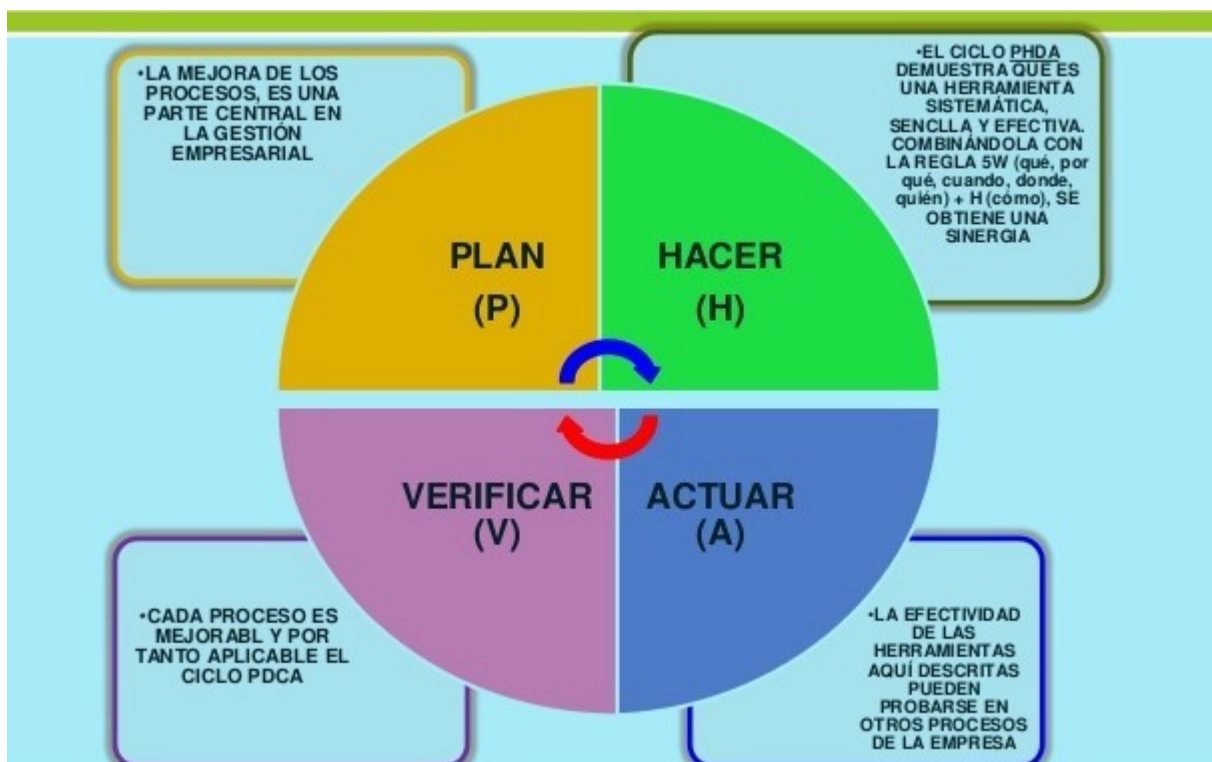 •LA MEJORA DE LOS
PROCESOS, ES UNA
PARTE CENTRAL EN
LA GESTIÓN
EMPRESARIAL
•EL CICLO PHDA
DEMUESTRA QUE ES
UNA HERRAMIENTA
SISTEMÁTICA,
SENCLLA Y EFECTIVA.
COMBINÁNDOLA CON
LA REGLA 5W (qué, por
qué, cuando, donde,
quién) + H (cómo), SE
OBTIENE UNA
SINERGIA
PLAN
(P)
HACER
(H)
VERIFICAR
(V)
ACTUAR
(A)
•CADA PROCESO ES
MEJORABL Y POR
TANTO APLICABLE EL
CICLO PDCA
•LA EFECTIVIDAD
DE LAS
HERRAMIENTAS
AQUÍ DESCRITAS
PUEDEN
PROBARSE EN
OTROS PROCESOS
DE LA EMPRESA